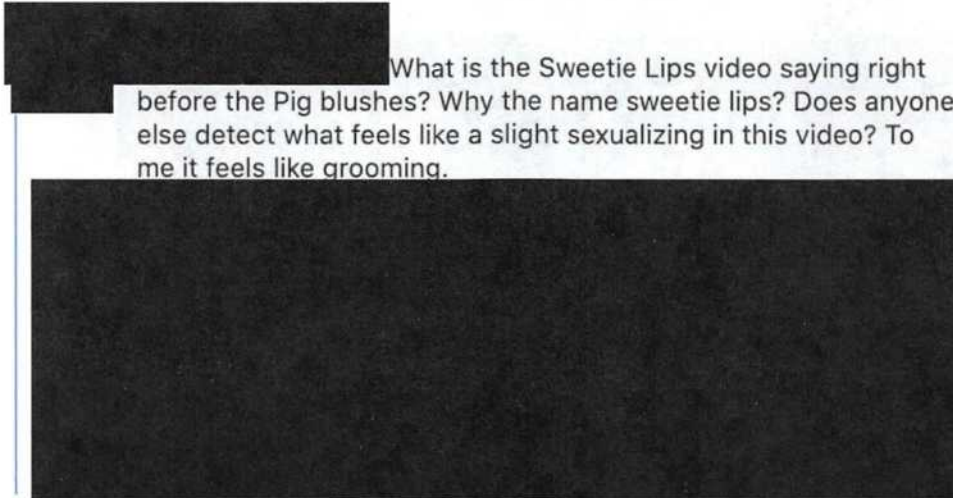 What is the Sweetie Lips video saying right
before the Pig blushes? Why the name sweetie lips? Does anyone
else detect what feels like a slight sexualizing in this video? To
me it feels like grooming.